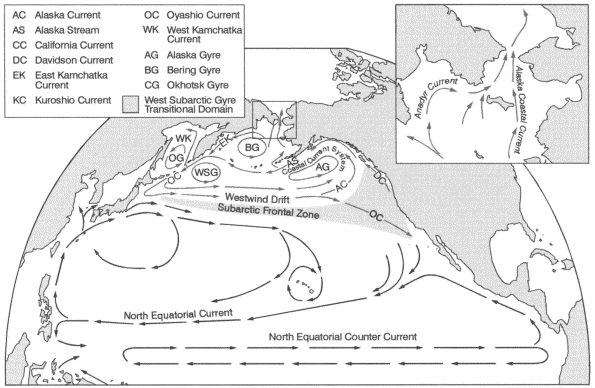 AC Alaska Current
AS Alaska Stream
CC California Current
DC Davidson Current
EK East Kamchatka
Current
KC Kuroshio Current
OC Oyashio Current
WK West Kamchatka
Current
AG Alaska Gyre
BG Bering Gyre
CG Okhotsk Gyre
West Subarctic Gyre
Transitional Domain
Anadyr Current
Alaska Coastal Current
WK
EK
BG
OG
AS
Coastal Current System
AG
DC
OC
WSG
AC
Westwind Drift
OC
Subarctic Frontal Zone
North Equatorial Current
North Equatorial Counter Current